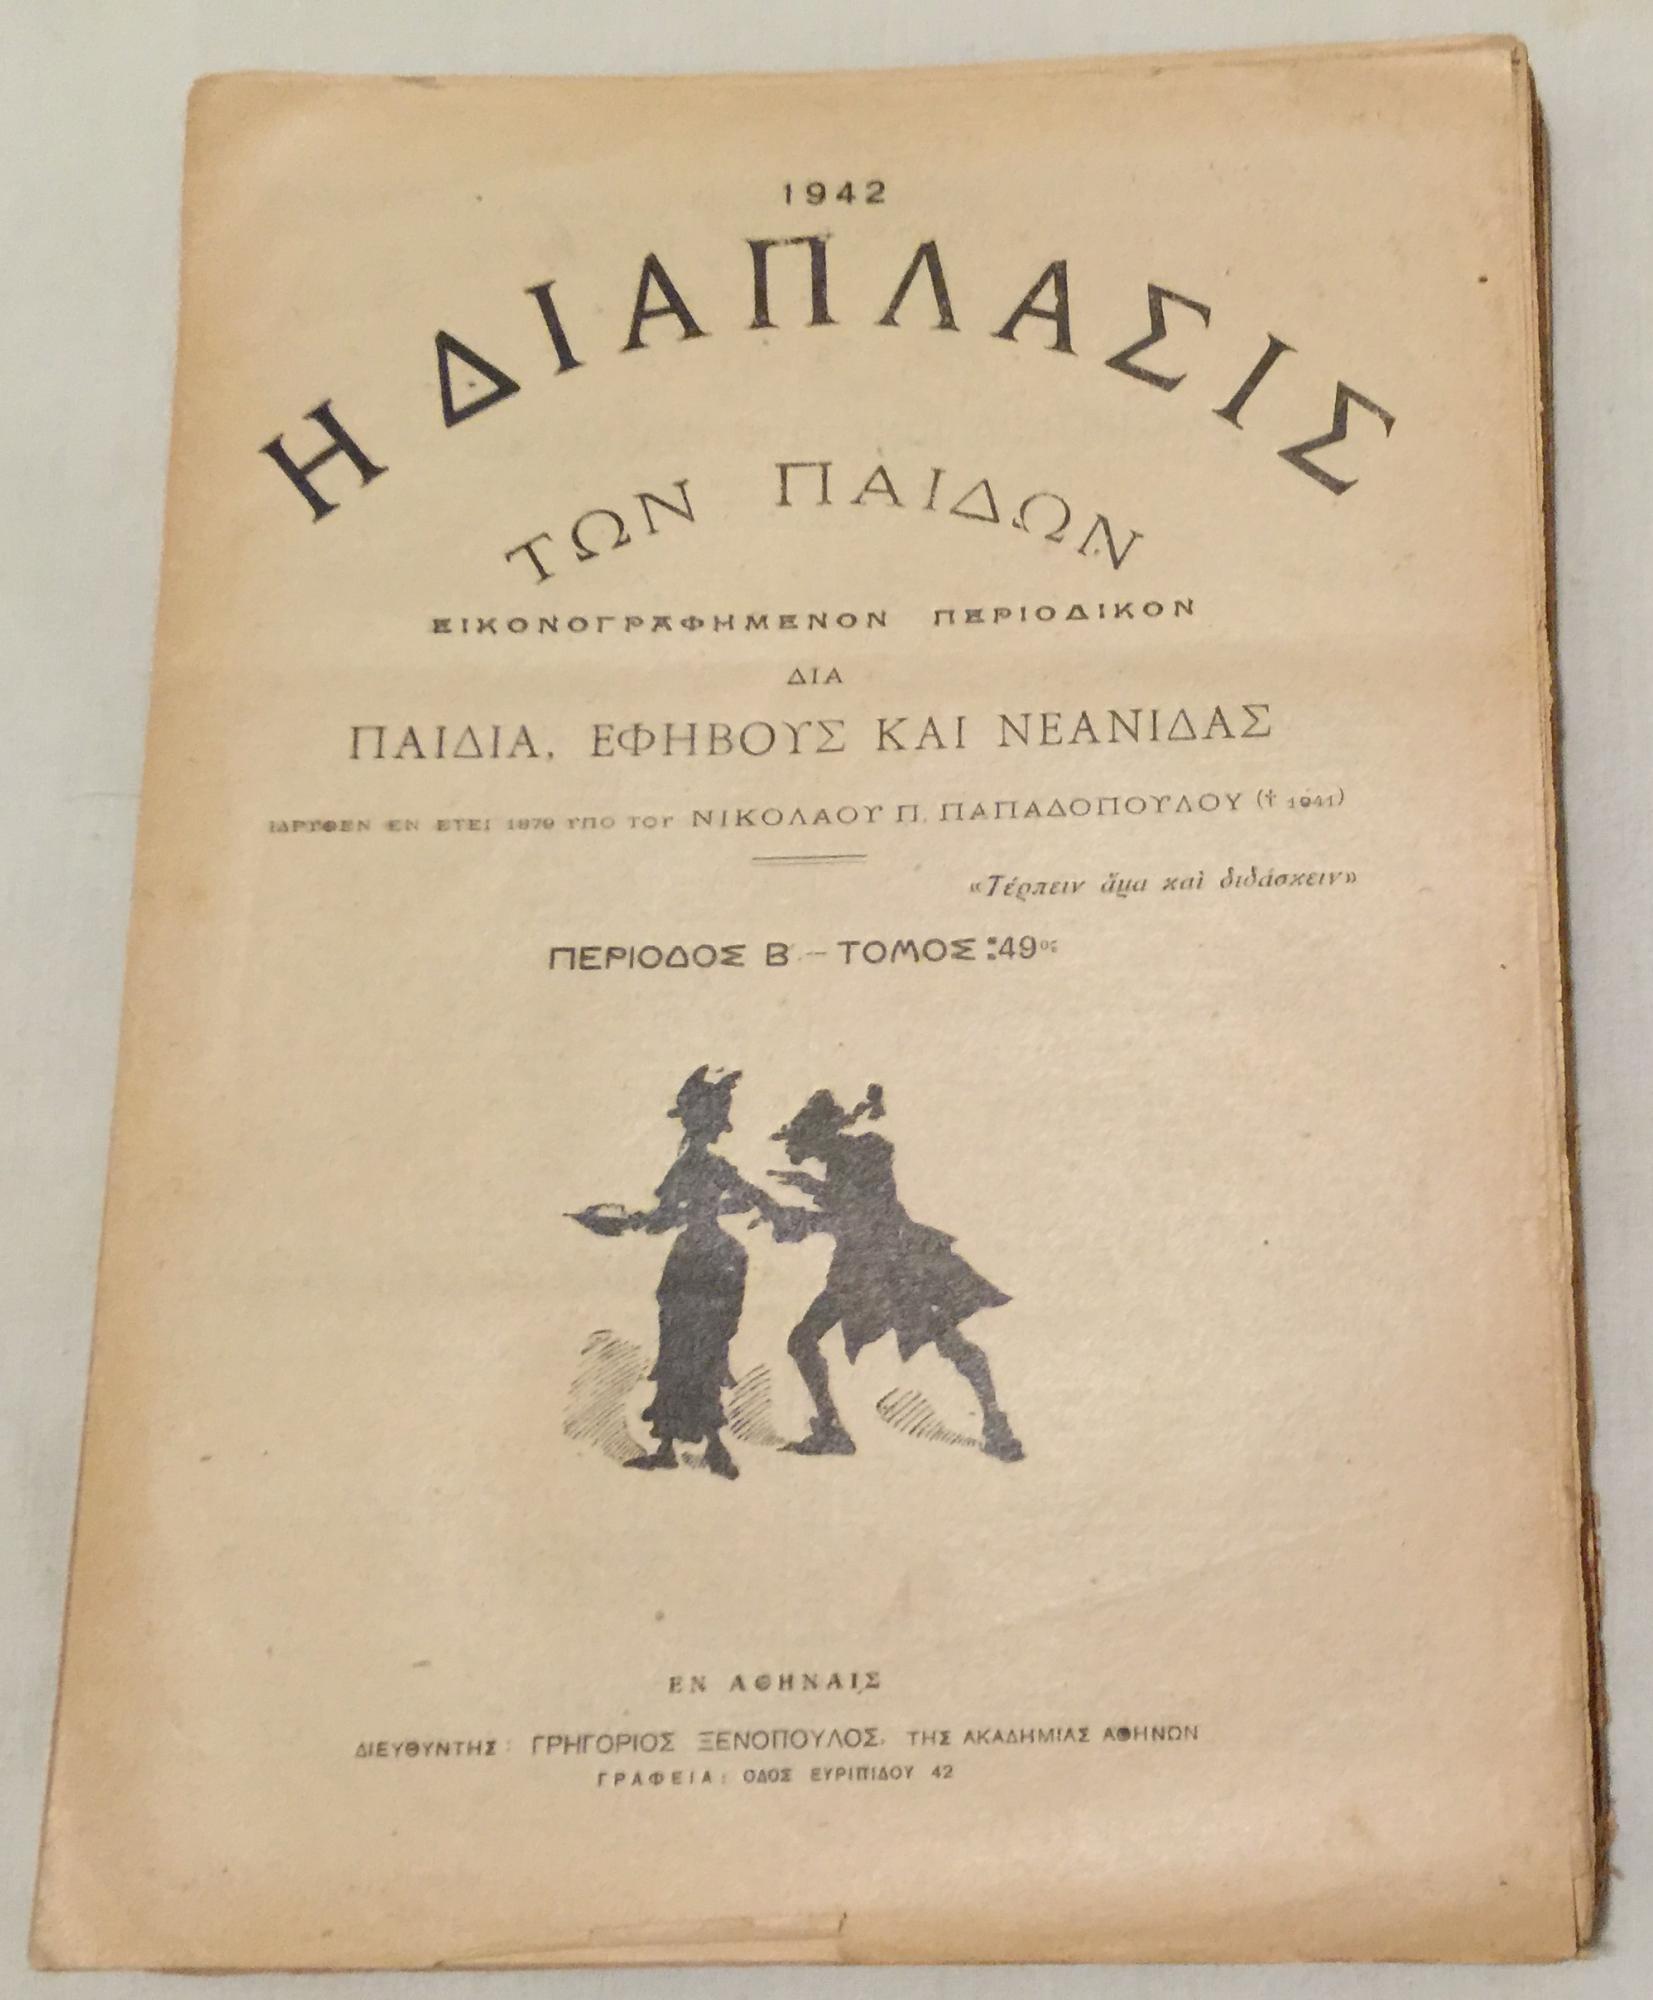 1942
Η ΔΙΑΠΛΑΣΙΣ
ΤΩΝ ΠΑΙΔΩΝ
ΕΙΚΟΝΟΓΡΑΦΗΜΕΝΟΝ ΠΕΡΙΟΔΙΚΟΝ
ΔΙΑ
ΠΑΙΔΙΑ, ΕΦΗΒΟΥΣ ΚΑΙ ΝΕΑΝΙΔΑΣ
ΙΔΡΥΘΕΝ ΕΝ ΕΤΕΙ 1879 ΥΠΟ ΤΟΥ ΝΙΚΟΛΑΟΥ Π. ΠΑΠΑΔΟΠΟΥΛΟΥ († 1941)
«Τέρπειν ἅμα καὶ διδάσκειν»
ΠΕΡΙΟΔΟΣ Β΄. — ΤΟΜΟΣ : 49ος
ΕΝ ΑΘΗΝΑΙΣ
ΔΙΕΥΘΥΝΤΗΣ : ΓΡΗΓΟΡΙΟΣ ΞΕΝΟΠΟΥΛΟΣ, ΤΗΣ ΑΚΑΔΗΜΙΑΣ ΑΘΗΝΩΝ
ΓΡΑΦΕΙΑ : ΟΔΟΣ ΕΥΡΙΠΙΔΟΥ 42